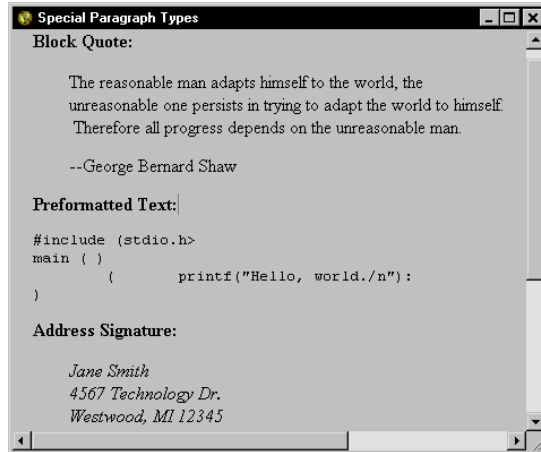 Special Paragraph Types
Block Quote:
The reasonable man adapts himself to the world, the
unreasonable one persists in trying to adapt the world to himself.
Therefore all progress depends on the unreasonable man.
--George Bernard Shaw
Preformatted Text:
#include (stdio.h>
main ( )
( printf("Hello, world./n"):
)
Address Signature:
Jane Smith
4567 Technology Dr.
Westwood, MI 12345